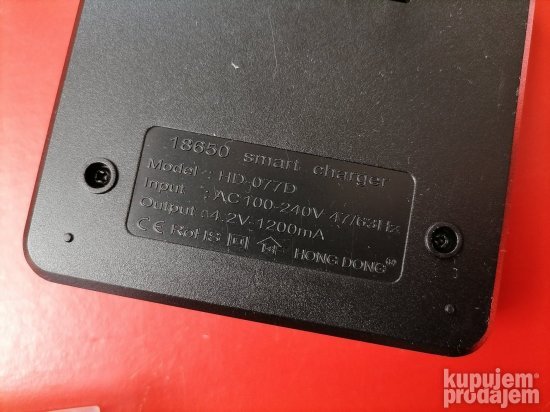 18650 smart charger
Model : HD-077D
Input : AC100-240V 47/63Hz
Output :4.2V-1200mA
CE RoHS HONG DONG®
kupujem
prodajem